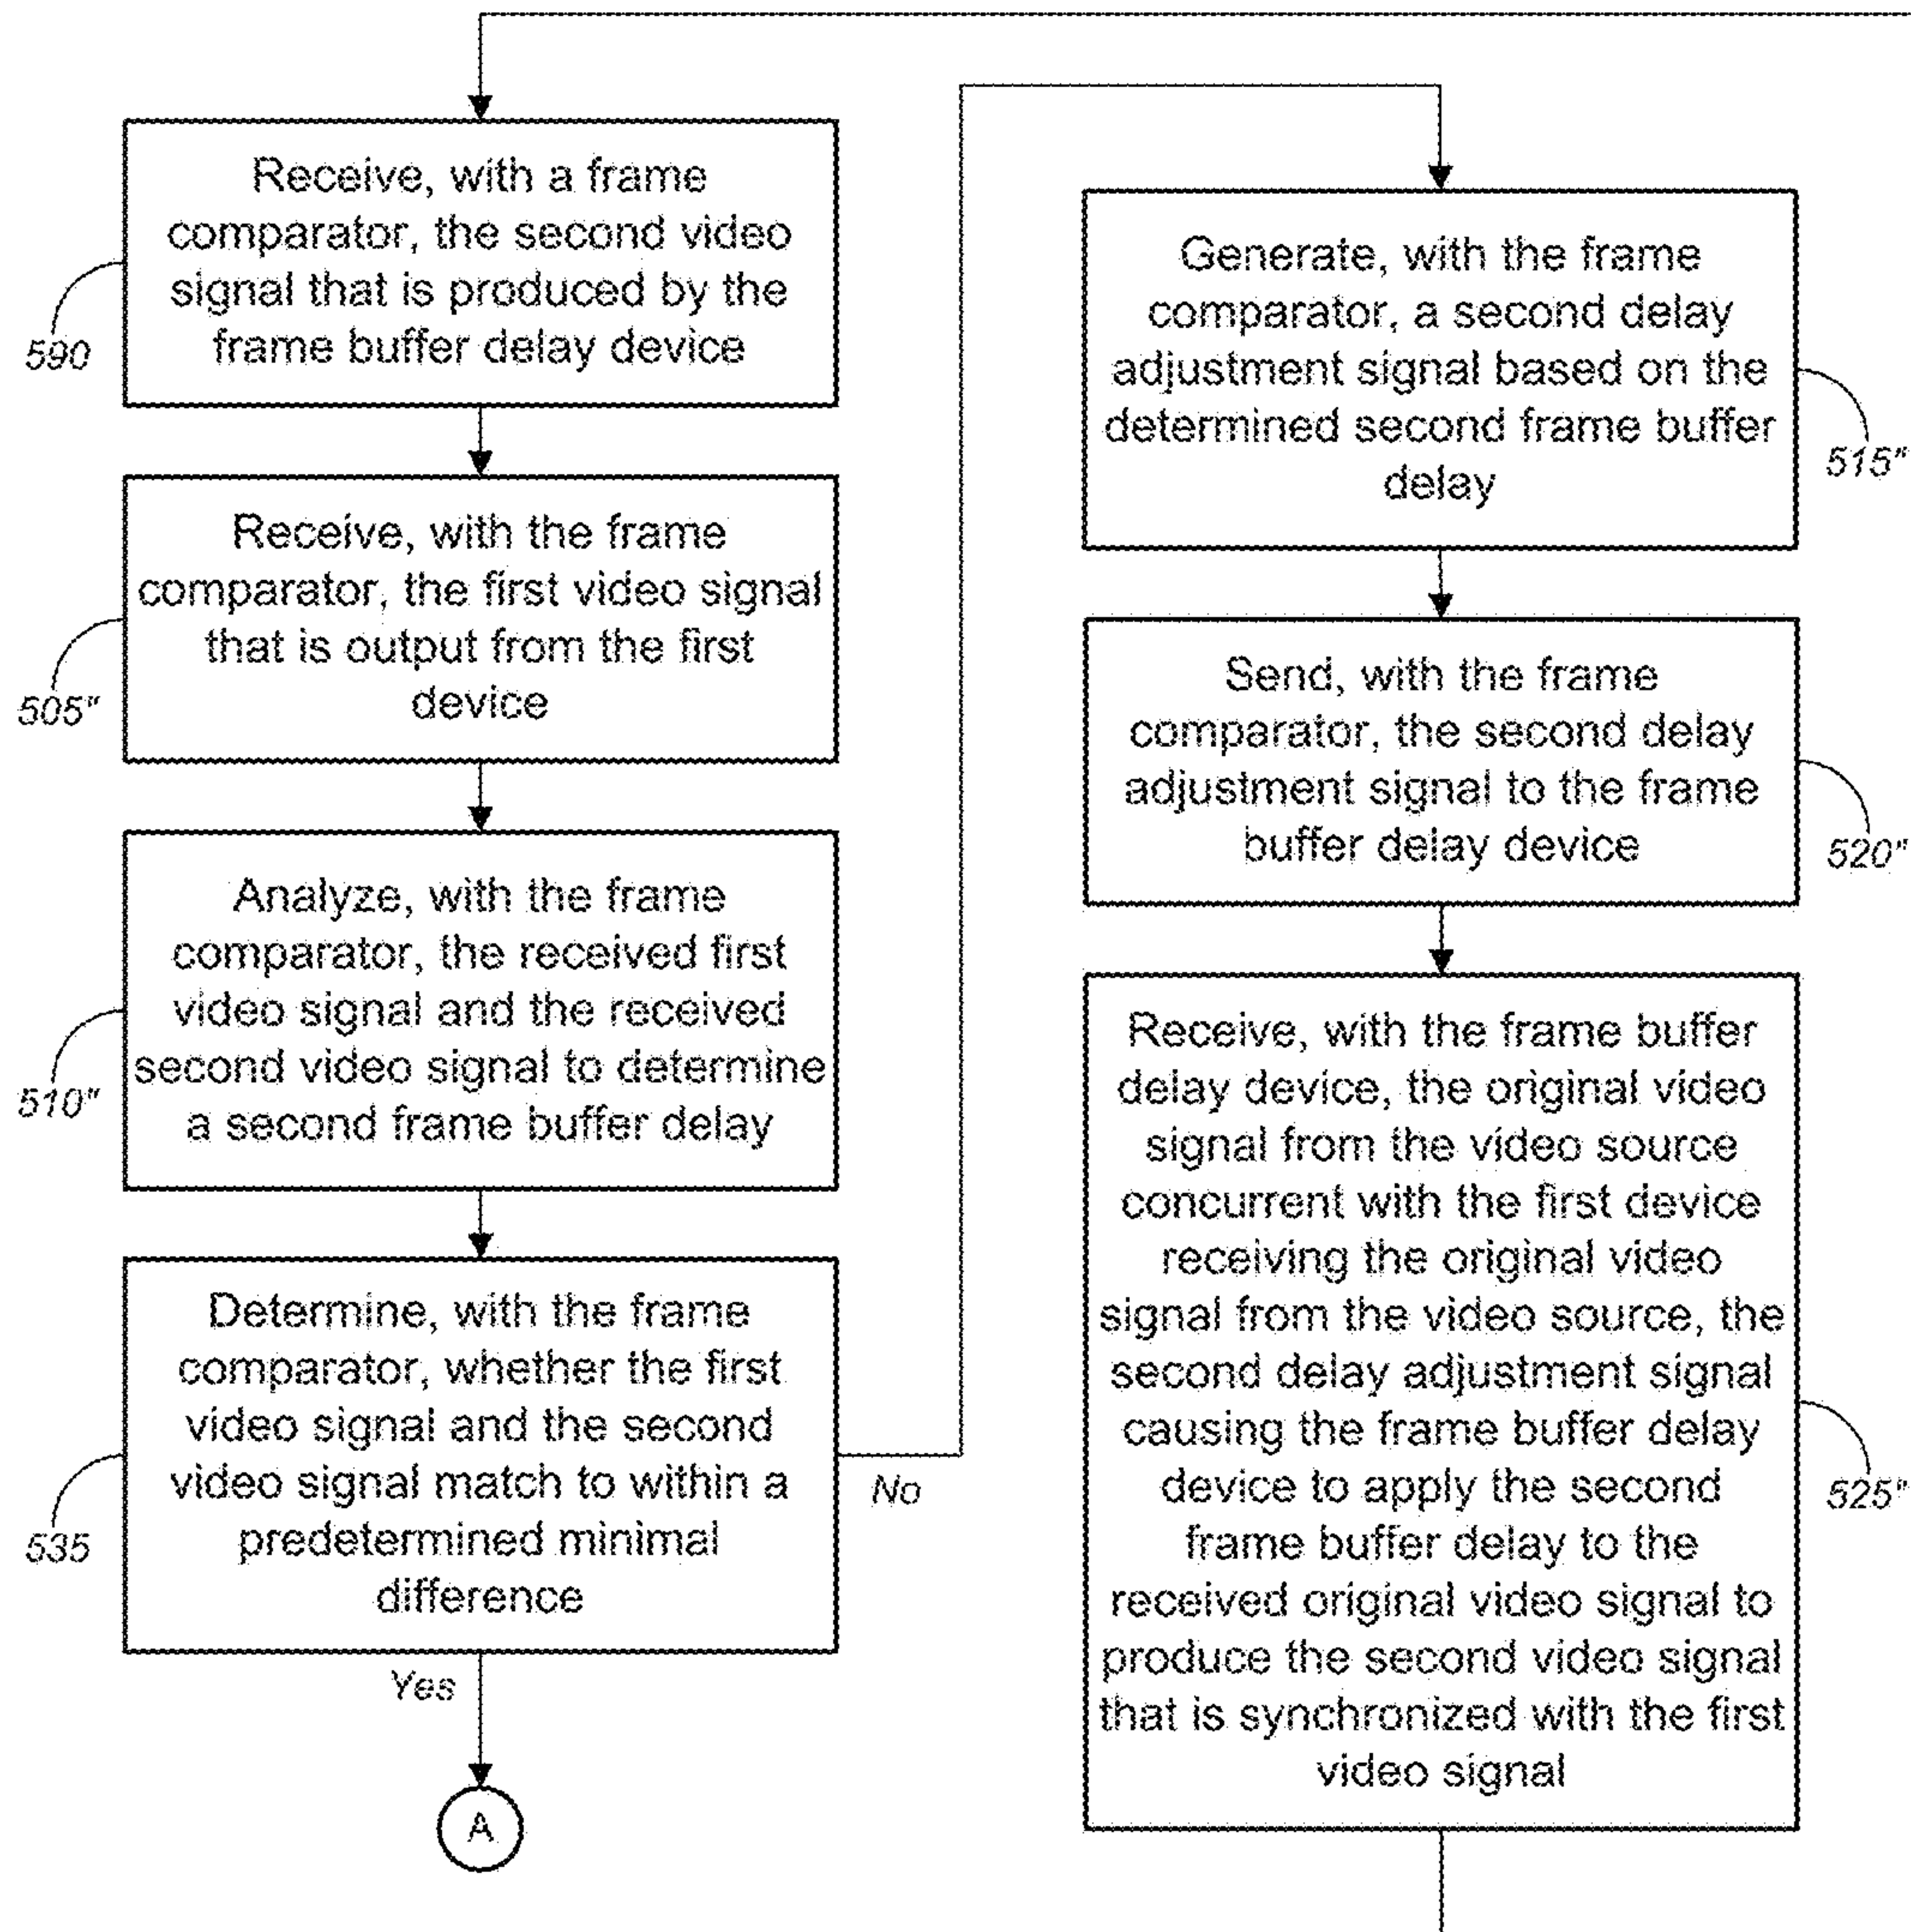 Receive, with a frame
comparator, the second video
signal that is produced by the
frame buffer delay device
590
Receive, with the frame
comparator, the first video signal
that is output from the first
device
505"
Analyze, with the frame
comparator, the received first
video signal and the received
second video signal to determine
a second frame buffer delay
510"
Determine, with the frame
comparator, whether the first
video signal and the second
video signal match to within a
predetermined minimal
difference
535
No
Yes
A
Generate, with the frame
comparator, a second delay
adjustment signal based on the
determined second frame buffer
delay
515"
Send, with the frame
comparator, the second delay
adjustment signal to the frame
buffer delay device
520"
Receive, with the frame buffer
delay device, the original video
signal from the video source
concurrent with the first device
receiving the original video
signal from the video source, the
second delay adjustment signal
causing the frame buffer delay
device to apply the second
frame buffer delay to the
received original video signal to
produce the second video signal
that is synchronized with the first
video signal
525"